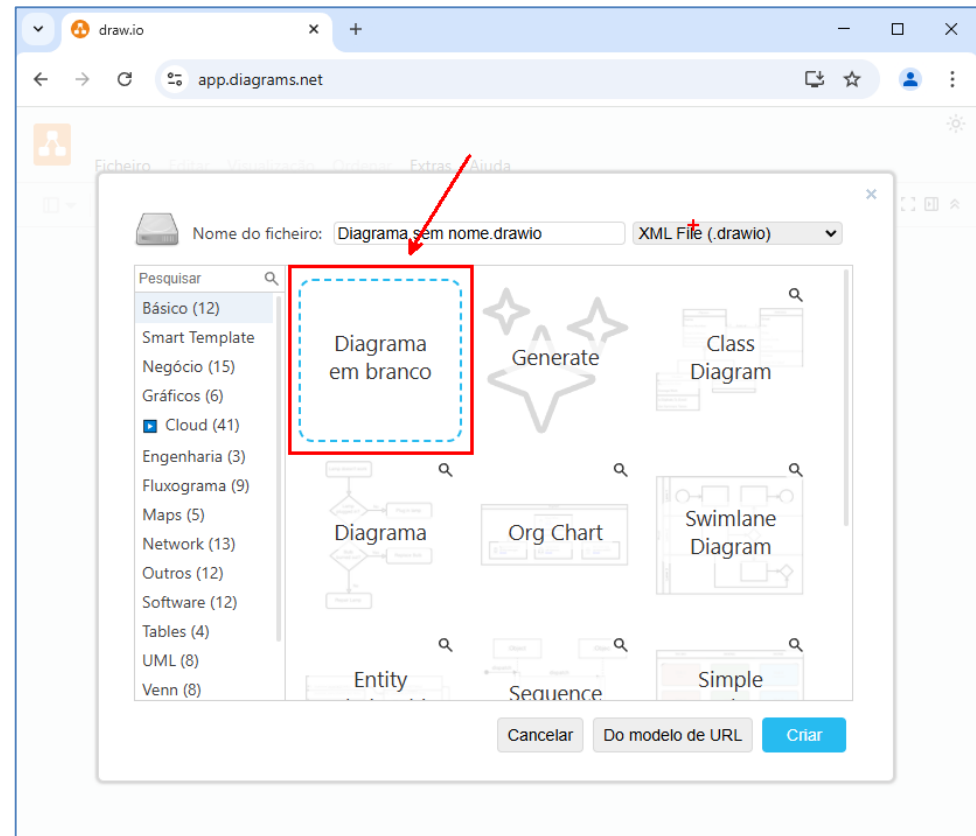 draw.io
app.diagrams.net
Ficheiro Editar Visualização Ordenar Extras Ajuda
Nome do ficheiro: Diagrama sem nome.drawio XML File (.drawio)
Pesquisar
Básico (12)
Smart Template
Negócio (15)
Gráficos (6)
Cloud (41)
Engenharia (3)
Fluxograma (9)
Maps (5)
Network (13)
Outros (12)
Software (12)
Tables (4)
UML (8)
Venn (8)
Diagrama
em branco
Generate
Class
Diagram
Diagrama
Org Chart
Swimlane
Diagram
Entity
Sequence
Simple
Cancelar Do modelo de URL Criar